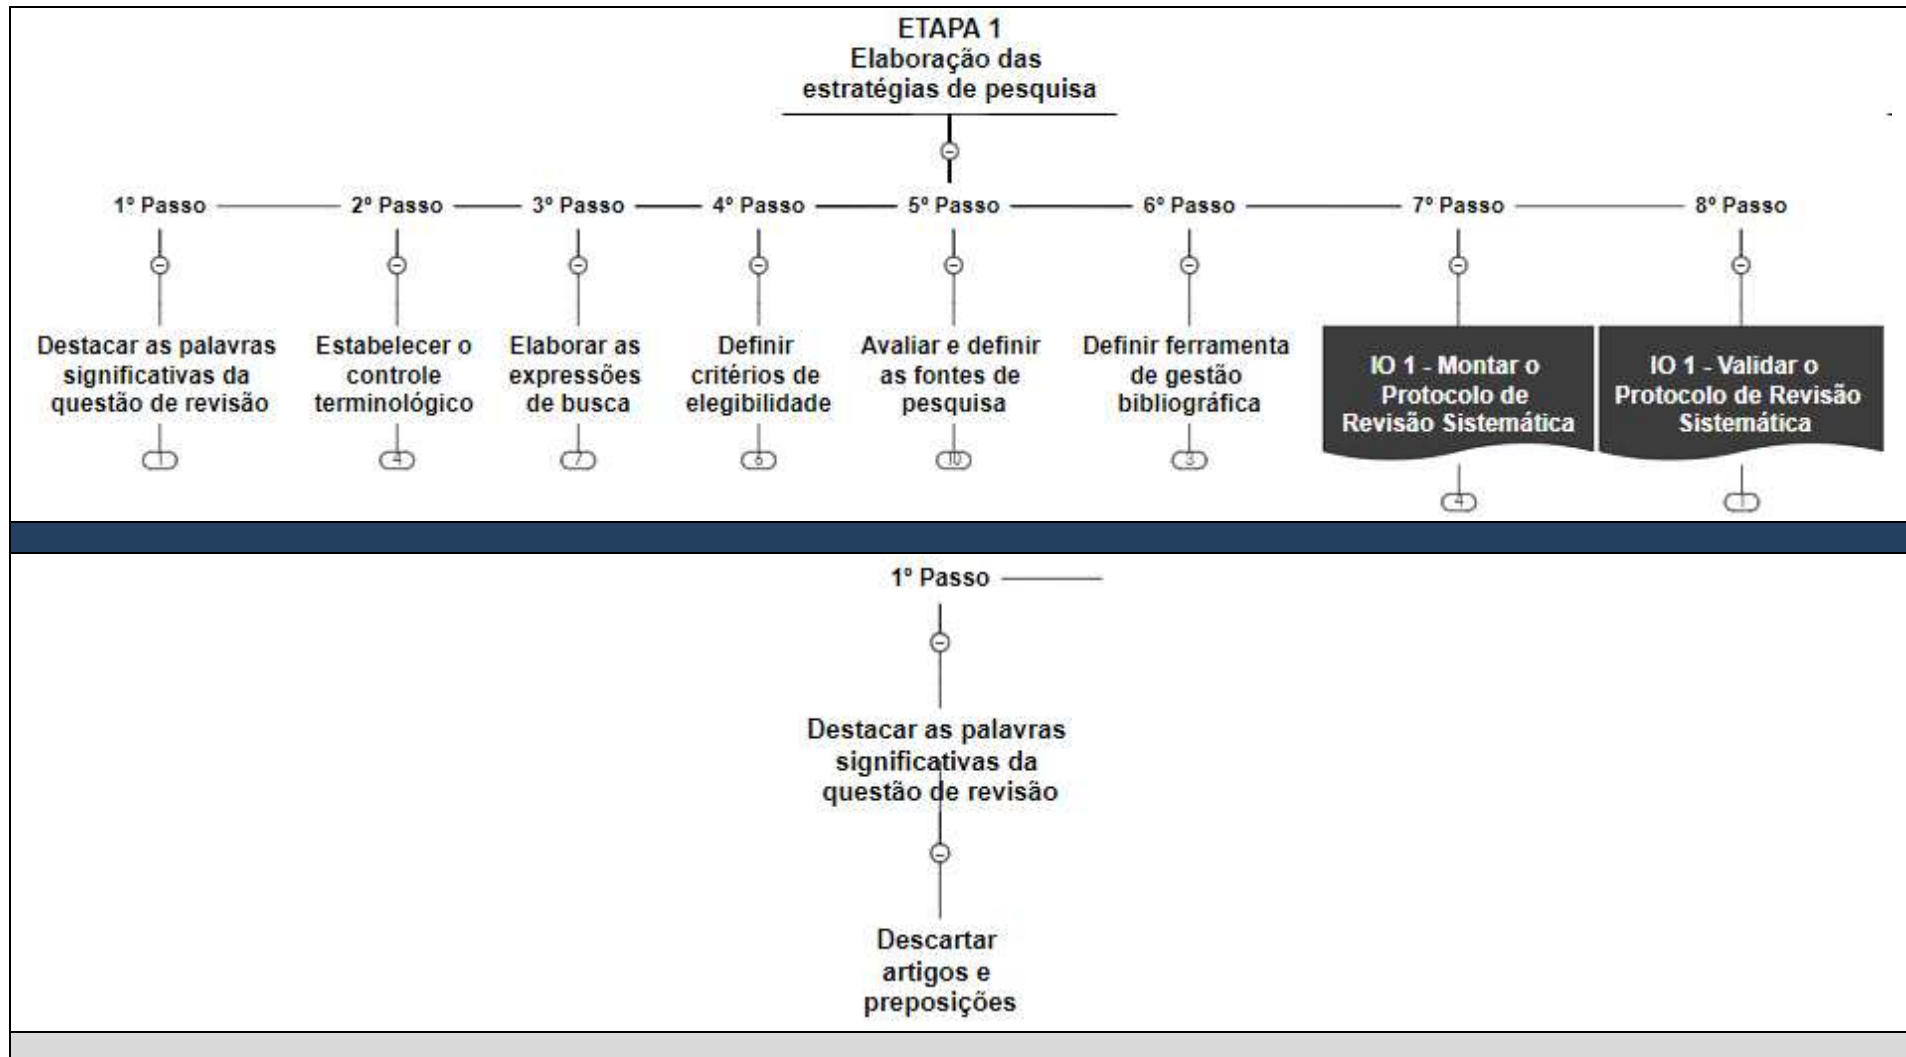 ETAPA 1
Elaboração das
estratégias de pesquisa
1º Passo
2º Passo
3º Passo
4º Passo
5º Passo
6º Passo
7º Passo
8º Passo
Destacar as palavras
significativas da
questão de revisão
1
Estabelecer o
controle
terminológico
4
Elaborar as
expressões
de busca
7
Definir
critérios de
elegibilidade
6
Avaliar e definir
as fontes de
pesquisa
10
Definir ferramenta
de gestão
bibliográfica
3
IO 1 - Montar o
Protocolo de
Revisão Sistemática
4
IO 1 - Validar o
Protocolo de Revisão
Sistemática
1
1º Passo
Destacar as palavras
significativas da
questão de revisão
Descartar
artigos e
preposições